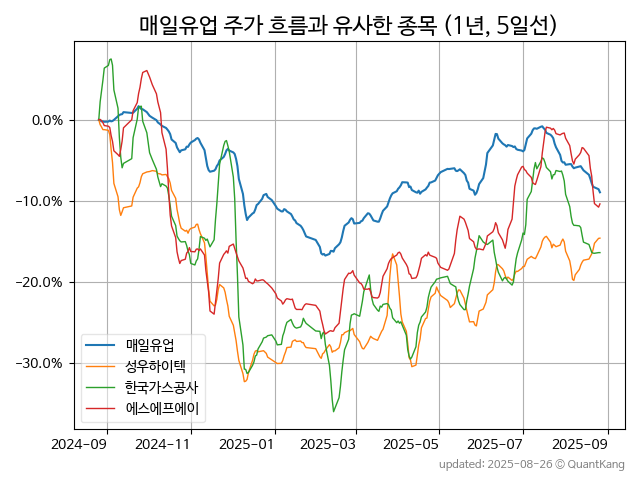 매일유업 주가 흐름과 유사한 종목 (1년, 5일선)
0.0%
-10.0%
-20.0%
-30.0%
매일유업
성우하이텍
한국가스공사
에스에프에이
2024-09 2024-11 2025-01 2025-03 2025-05 2025-07 2025-09
updated: 2025-08-26 © QuantKang